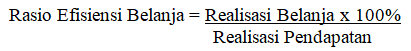 Rasio Efisiensi Belanja = Realisasi Belanja x 100%
Realisasi Pendapatan